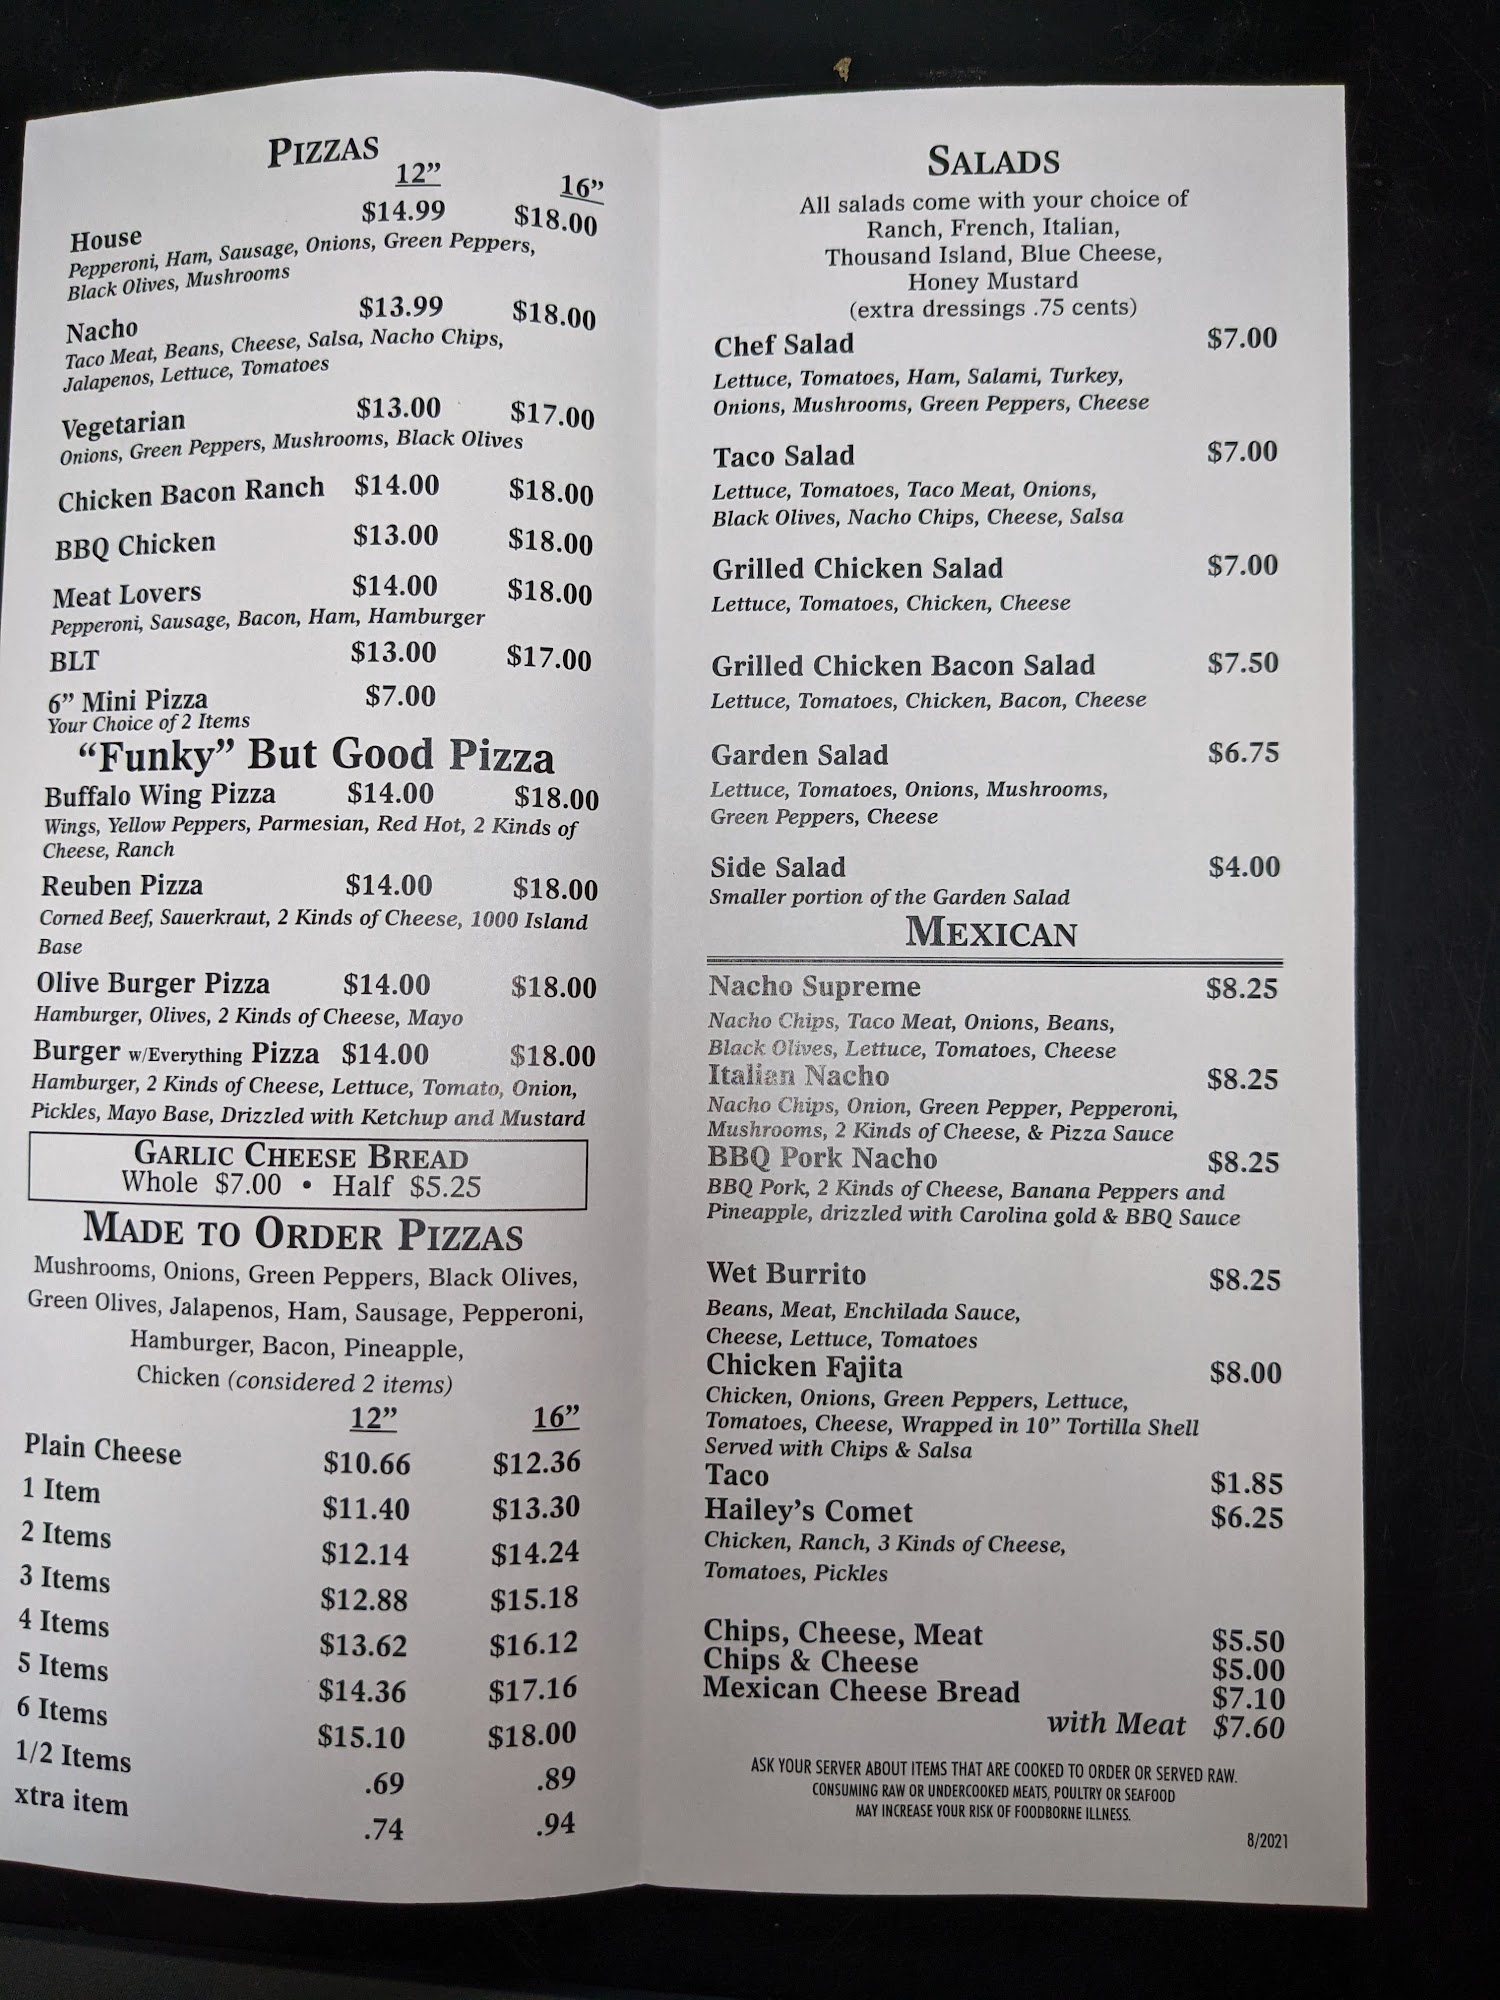 PIZZAS
12” 16”
House $14.99 $18.00
Pepperoni, Ham, Sausage, Onions, Green Peppers,
Black Olives, Mushrooms
Nacho $13.99 $18.00
Taco Meat, Beans, Cheese, Salsa, Nacho Chips,
Jalapenos, Lettuce, Tomatoes
Vegetarian $13.00 $17.00
Onions, Green Peppers, Mushrooms, Black Olives
Chicken Bacon Ranch $14.00 $18.00
BBQ Chicken $13.00 $18.00
Meat Lovers $14.00 $18.00
Pepperoni, Sausage, Bacon, Ham, Hamburger
BLT $13.00 $17.00
6” Mini Pizza $7.00
Your Choice of 2 Items
“Funky” But Good Pizza
Buffalo Wing Pizza $14.00 $18.00
Wings, Yellow Peppers, Parmesian, Red Hot, 2 Kinds of
Cheese, Ranch
Reuben Pizza $14.00 $18.00
Corned Beef, Sauerkraut, 2 Kinds of Cheese, 1000 Island
Base
Olive Burger Pizza $14.00 $18.00
Hamburger, Olives, 2 Kinds of Cheese, Mayo
Burger w/Everything Pizza $14.00 $18.00
Hamburger, 2 Kinds of Cheese, Lettuce, Tomato, Onion,
Pickles, Mayo Base, Drizzled with Ketchup and Mustard
GARLIC CHEESE BREAD
Whole $7.00 • Half $5.25
MADE TO ORDER PIZZAS
Mushrooms, Onions, Green Peppers, Black Olives,
Green Olives, Jalapenos, Ham, Sausage, Pepperoni,
Hamburger, Bacon, Pineapple,
Chicken (considered 2 items)
12” 16”
Plain Cheese $10.66 $12.36
1 Item $11.40 $13.30
2 Items $12.14 $14.24
3 Items $12.88 $15.18
4 Items $13.62 $16.12
5 Items $14.36 $17.16
6 Items $15.10 $18.00
1/2 Items .69 .89
xtra item .74 .94
SALADS
All salads come with your choice of
Ranch, French, Italian,
Thousand Island, Blue Cheese,
Honey Mustard
(extra dressings .75 cents)
Chef Salad $7.00
Lettuce, Tomatoes, Ham, Salami, Turkey,
Onions, Mushrooms, Green Peppers, Cheese
Taco Salad $7.00
Lettuce, Tomatoes, Taco Meat, Onions,
Black Olives, Nacho Chips, Cheese, Salsa
Grilled Chicken Salad $7.00
Lettuce, Tomatoes, Chicken, Cheese
Grilled Chicken Bacon Salad $7.50
Lettuce, Tomatoes, Chicken, Bacon, Cheese
Garden Salad $6.75
Lettuce, Tomatoes, Onions, Mushrooms,
Green Peppers, Cheese
Side Salad $4.00
Smaller portion of the Garden Salad
MEXICAN
Nacho Supreme $8.25
Nacho Chips, Taco Meat, Onions, Beans,
Black Olives, Lettuce, Tomatoes, Cheese
Italian Nacho $8.25
Nacho Chips, Onion, Green Pepper, Pepperoni,
Mushrooms, 2 Kinds of Cheese, & Pizza Sauce
BBQ Pork Nacho $8.25
BBQ Pork, 2 Kinds of Cheese, Banana Peppers and
Pineapple, drizzled with Carolina gold & BBQ Sauce
Wet Burrito $8.25
Beans, Meat, Enchilada Sauce,
Cheese, Lettuce, Tomatoes
Chicken Fajita $8.00
Chicken, Onions, Green Peppers, Lettuce,
Tomatoes, Cheese, Wrapped in 10” Tortilla Shell
Served with Chips & Salsa
Taco $1.85
Hailey’s Comet $6.25
Chicken, Ranch, 3 Kinds of Cheese,
Tomatoes, Pickles
Chips, Cheese, Meat $5.50
Chips & Cheese $5.00
Mexican Cheese Bread $7.10
with Meat $7.60
ASK YOUR SERVER ABOUT ITEMS THAT ARE COOKED TO ORDER OR SERVED RAW.
CONSUMING RAW OR UNDERCOOKED MEATS, POULTRY OR SEAFOOD
MAY INCREASE YOUR RISK OF FOODBORNE ILLNESS.
8/2021